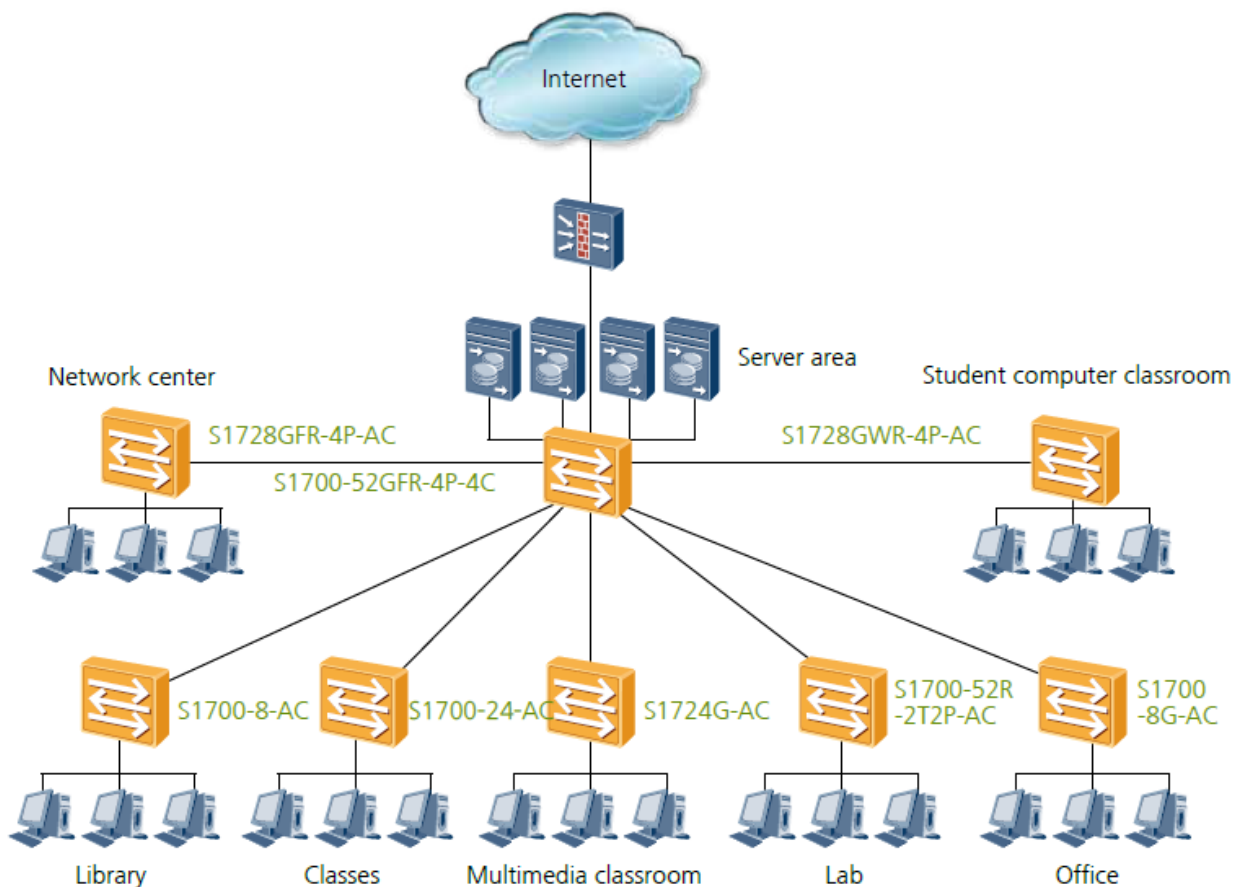 Internet
Server area
Network center
Student computer classroom
S1728GFR-4P-AC
S1728GWR-4P-AC
S1700-52GFR-4P-4C
S1700-8-AC
S1700-24-AC
S1724G-AC
S1700-52R
-2T2P-AC
S1700
-8G-AC
Library
Classes
Multimedia classroom
Lab
Office